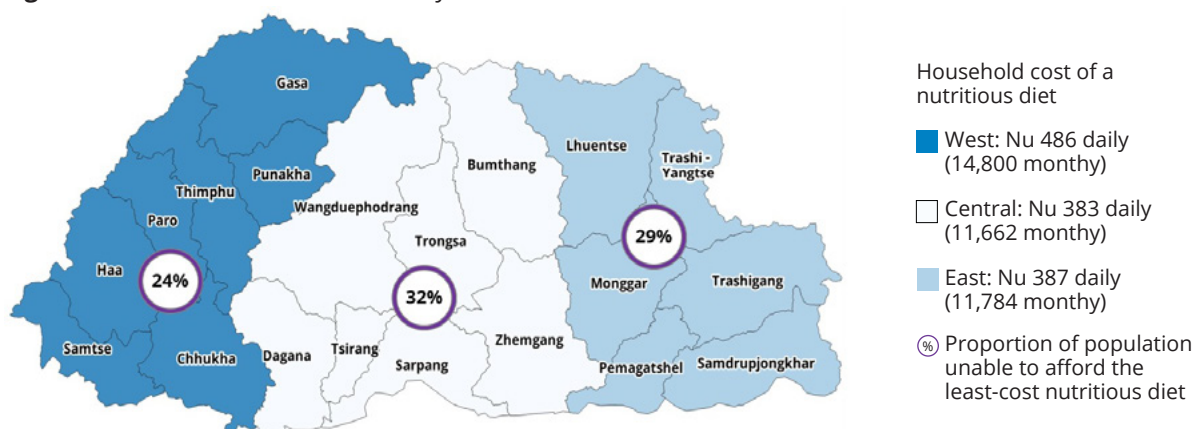 Gasa
Lhuentse
Trashi -
Yangtse
Bumthang
Punakha
Thimphu
Wangduephodrang
Paro
Trongsa
29%
Haa
24%
32%
Monggar
Trashigang
Zhemgang
Samtse
Chhukha
Dagana
Tsirang
Sarpang
Pemagatshel
Samdrupjongkhar
Household cost of a
nutritious diet
West: Nu 486 daily
(14,800 monthy)
Central: Nu 383 daily
(11,662 monthy)
East: Nu 387 daily
(11,784 monthy)
% Proportion of population
unable to afford the
least-cost nutritious diet